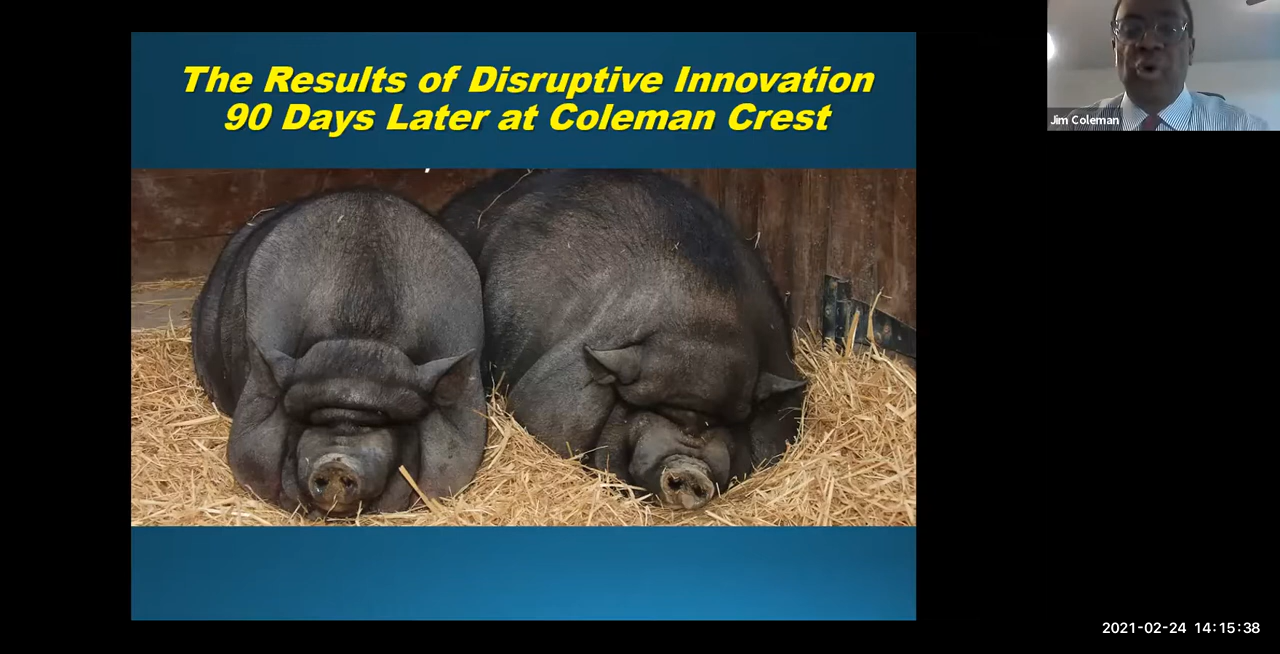 The Results of Disruptive Innovation
90 Days Later at Coleman Crest
Jim Coleman
2021-02-24 14:15:38